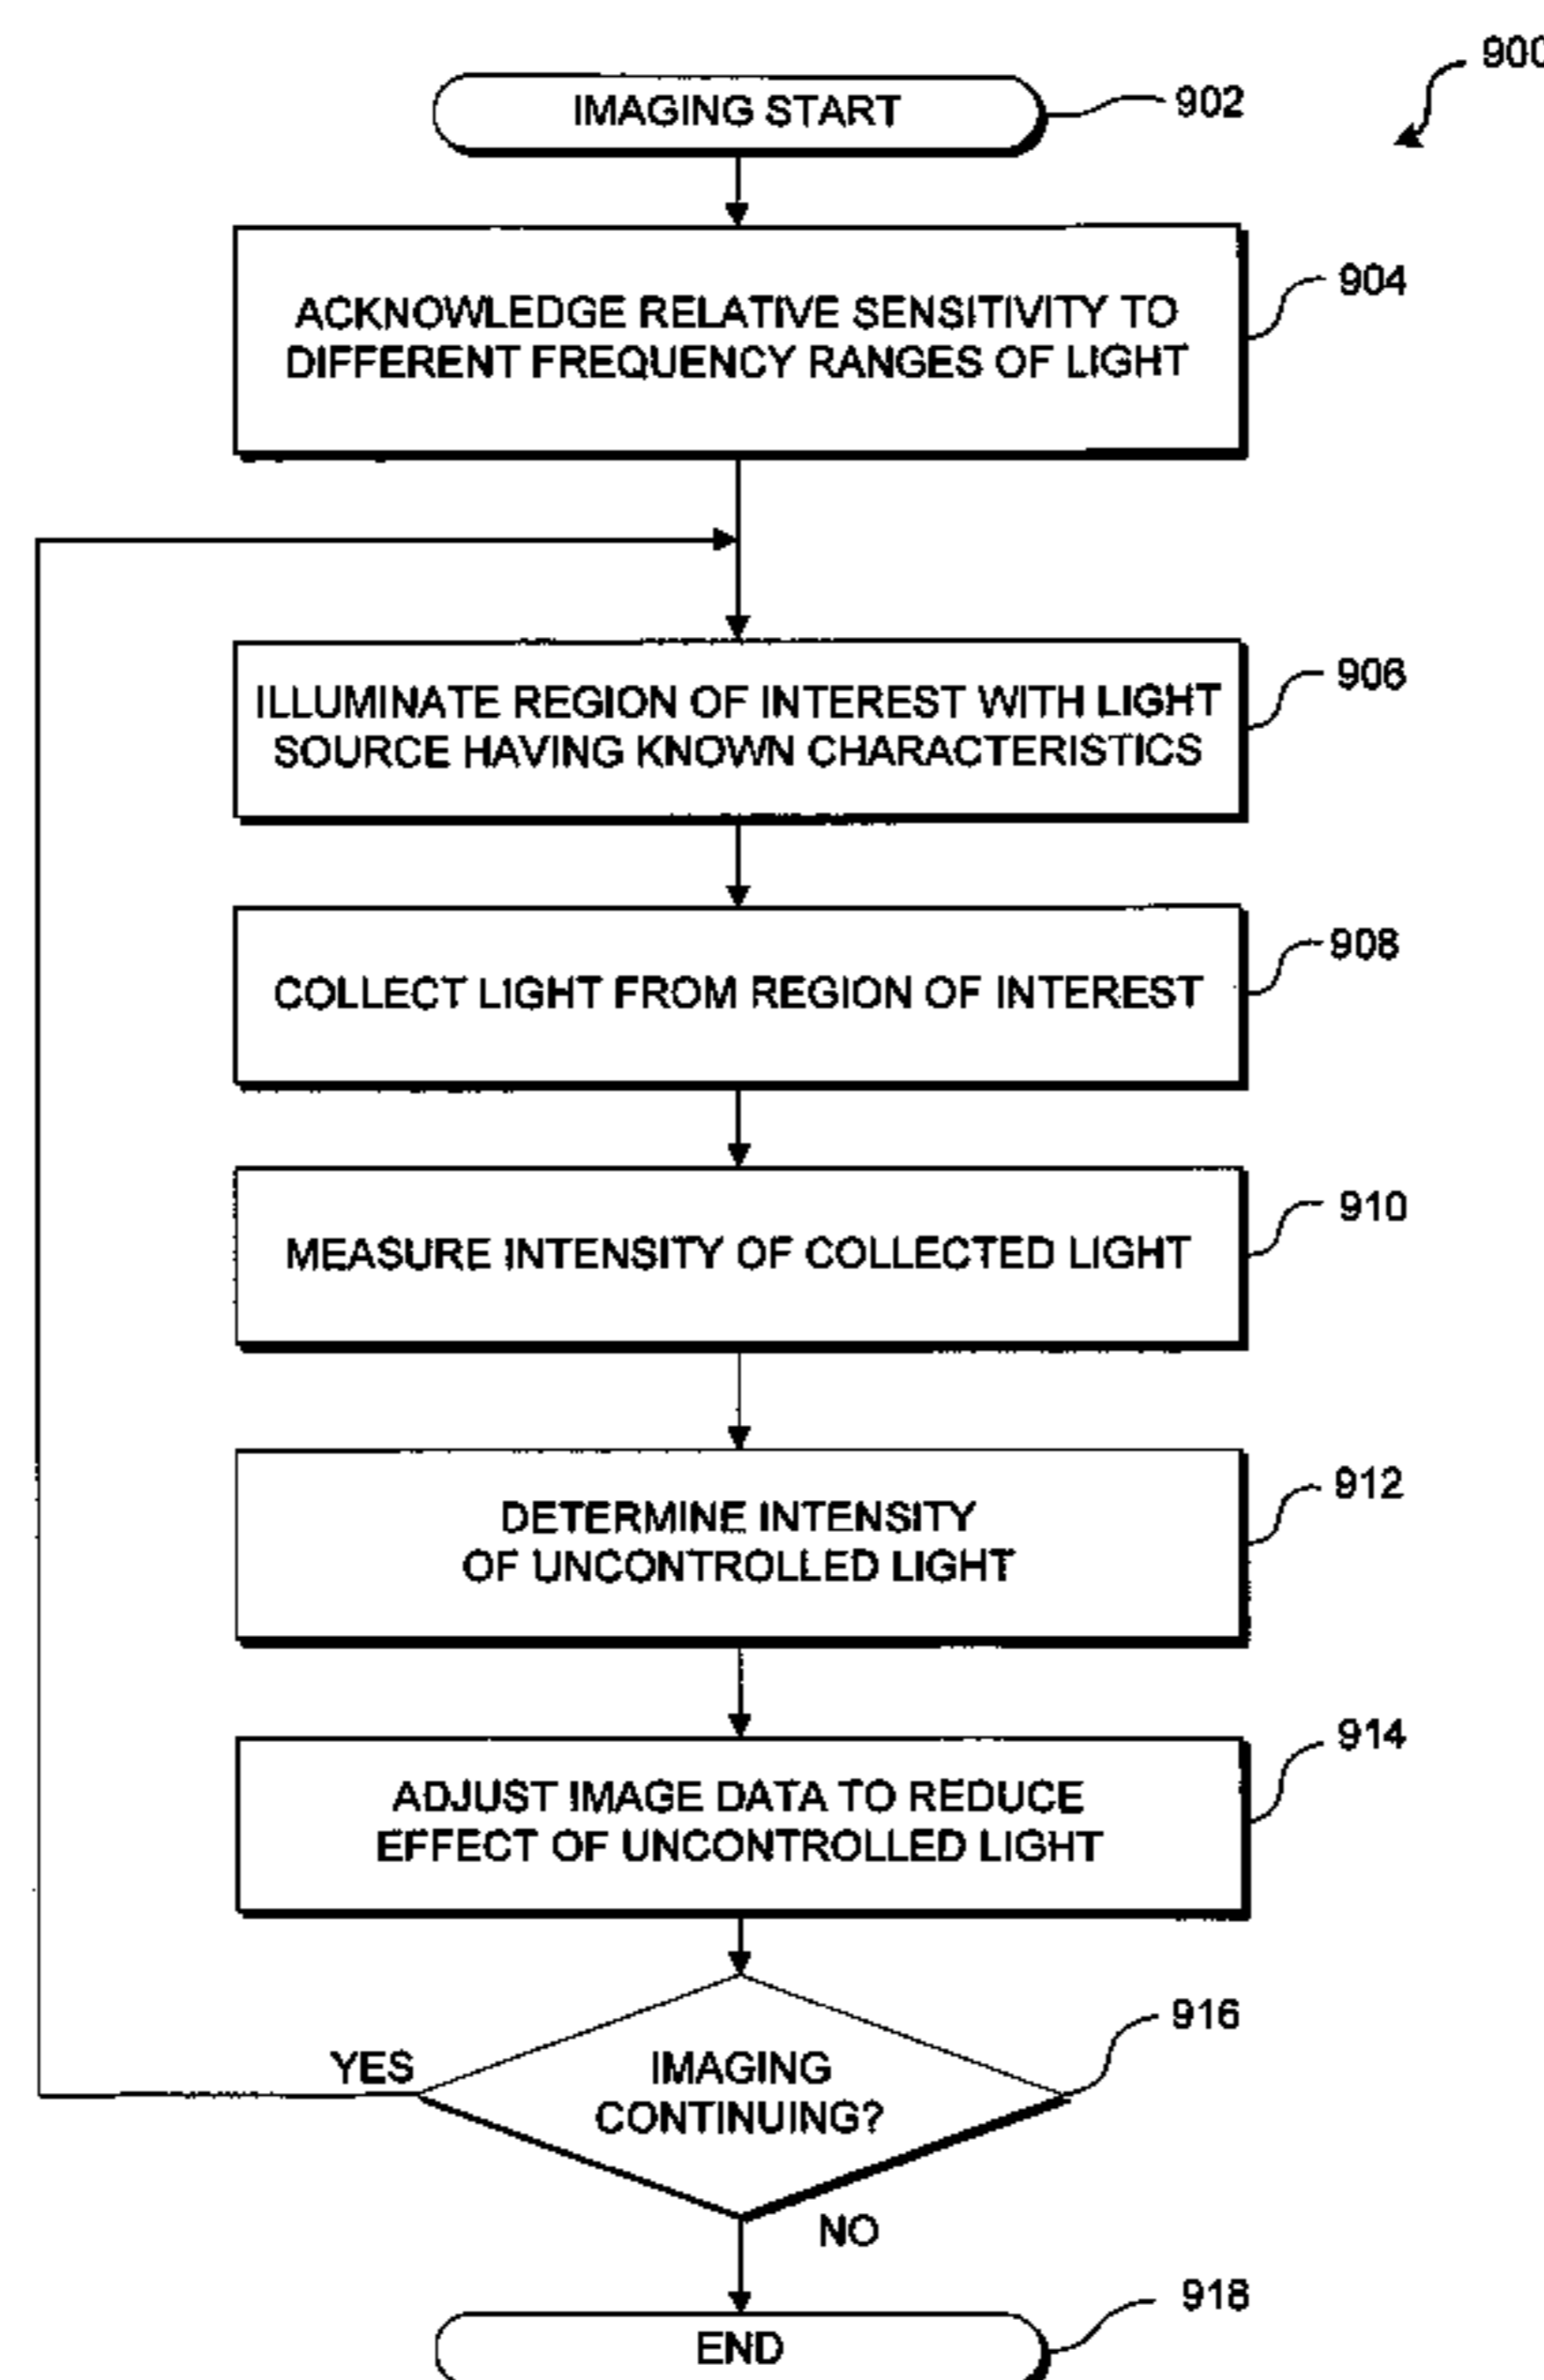 900
IMAGING START
902
ACKNOWLEDGE RELATIVE SENSITIVITY TO
DIFFERENT FREQUENCY RANGES OF LIGHT
904
ILLUMINATE REGION OF INTEREST WITH LIGHT
SOURCE HAVING KNOWN CHARACTERISTICS
906
COLLECT LIGHT FROM REGION OF INTEREST
908
MEASURE INTENSITY OF COLLECTED LIGHT
910
DETERMINE INTENSITY
OF UNCONTROLLED LIGHT
912
ADJUST IMAGE DATA TO REDUCE
EFFECT OF UNCONTROLLED LIGHT
914
IMAGING
CONTINUING?
916
YES
NO
END
918